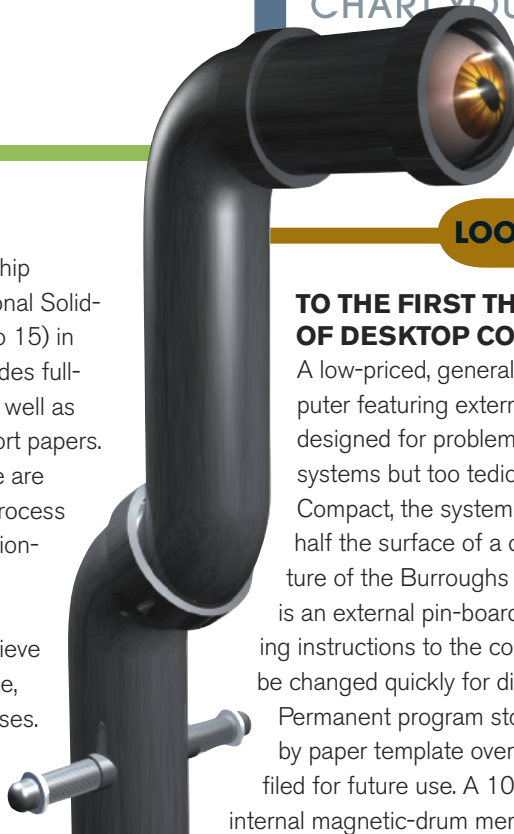 CHART YOU
hip
onal Solid-
o 15) in
des full-
well as
ort papers.
e are
rocess
ion-
ieve
e,
ses.
LOO
TO THE FIRST TH
OF DESKTOP CO
A low-priced, general
puter featuring extern
designed for problem
systems but too tedio
Compact, the system
half the surface of a d
ture of the Burroughs
is an external pin-board
ing instructions to the co
be changed quickly for di
Permanent program sto
by paper template over
filed for future use. A 10
internal magnetic-drum mem